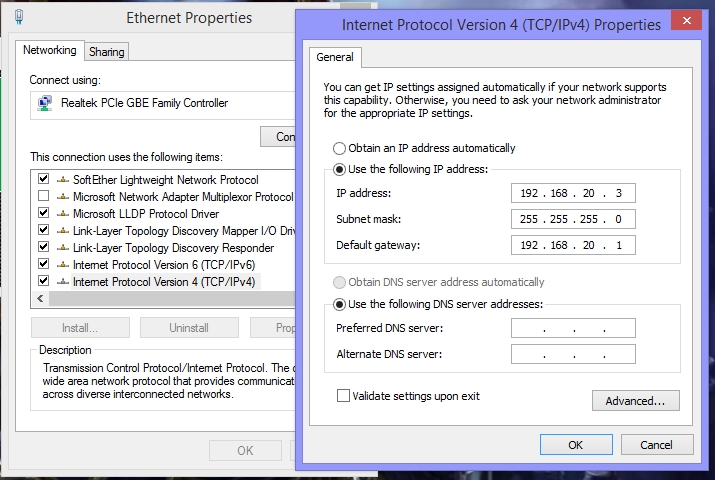 Ethernet Properties
Networking
Sharing
Connect using:
Realtek PCIe GBE Family Controller
This connection uses the following items:
SoftEther Lightweight Network Protocol
Microsoft Network Adapter Multiplexor Protocol
Microsoft LLDP Protocol Driver
Link-Layer Topology Discovery Mapper I/O
Link-Layer Topology Discovery Responder
Internet Protocol Version 6 (TCP/IPv6)
Internet Protocol Version 4 (TCP/IPv4)
Install...
Uninstall
Description
Transmission Control Protocol/Internet Protocol. The
wide area network protocol that provides
across diverse interconnected networks.
OK
Internet Protocol Version 4 (TCP/IPv4) Properties
General
You can get IP settings assigned automatically if your network supports
this capability. Otherwise, you need to ask your network administrator
for the appropriate IP settings.
Obtain an IP address automatically
Use the following IP address:
IP address:
192 . 168 . 20 . 3
Subnet mask:
255 . 255 . 255 . 0
Default gateway:
192 . 168 . 20 . 1
Obtain DNS server address automatically
Use the following DNS server addresses:
Preferred DNS server:
. . .
Alternate DNS server:
. . .
Validate settings upon exit
Advanced...
OK
Cancel